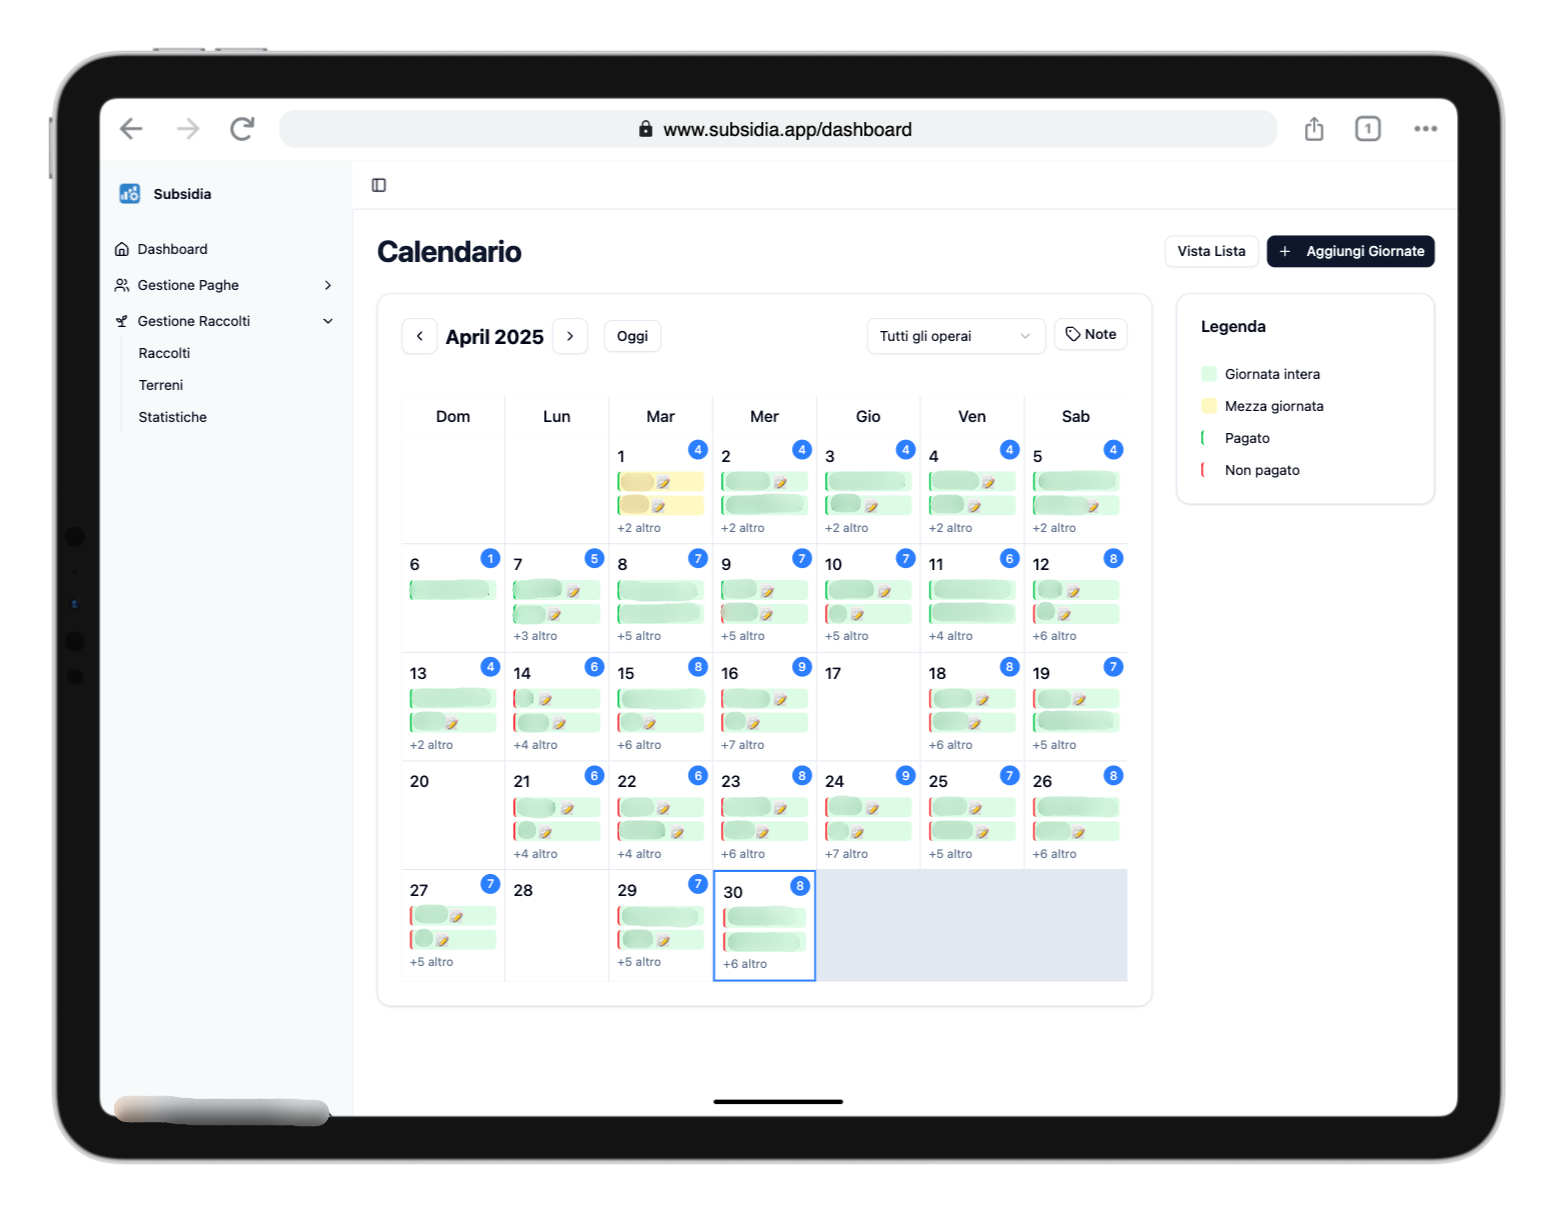 www.subsidia.app/dashboard
1
Subsidia
Dashboard
Gestione Paghe
Gestione Raccolti
Raccolti
Terreni
Statistiche
Calendario
Vista Lista
+ Aggiungi Giornate
April 2025
Oggi
Tutti gli operai
Note
Dom Lun Mar Mer Gio Ven Sab
1 4 2 4 3 4 4 4 5 4
+2 altro +2 altro +2 altro +2 altro +2 altro
6 1 7 5 8 7 9 7 10 7 11 6 12 8
+3 altro +5 altro +5 altro +5 altro +4 altro +6 altro
13 4 14 6 15 8 16 9 17 18 8 19 7
+2 altro +4 altro +6 altro +7 altro +6 altro +5 altro
20 21 6 22 6 23 8 24 9 25 7 26 8
+4 altro +4 altro +6 altro +7 altro +5 altro +6 altro
27 7 28 29 7 30 8
+5 altro +5 altro +6 altro
Legenda
Giornata intera
Mezza giornata
Pagato
Non pagato